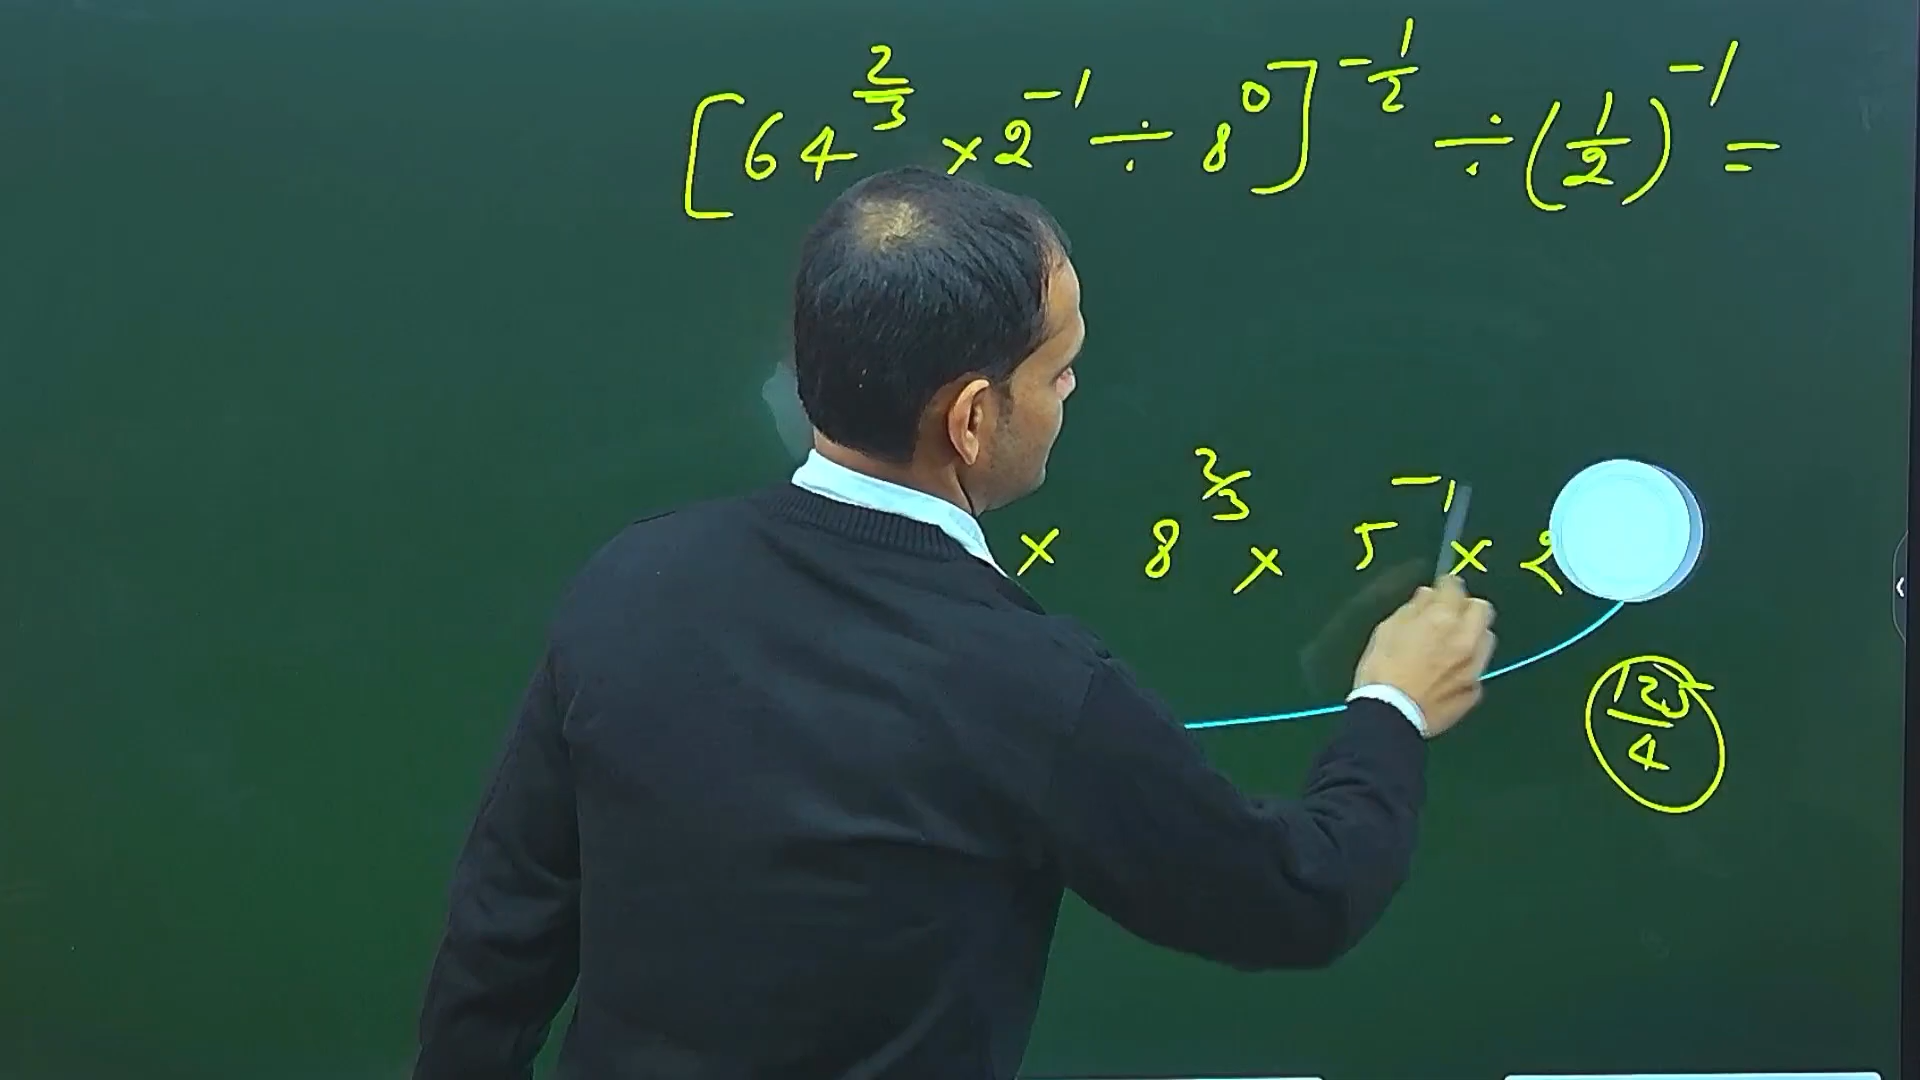 [64^(2/3) × 2^-1 ÷ 8^0]^(-1/2) ÷ (1/2)^-1 =
× 8^(2/3) × 5^-1 × 2
125/4